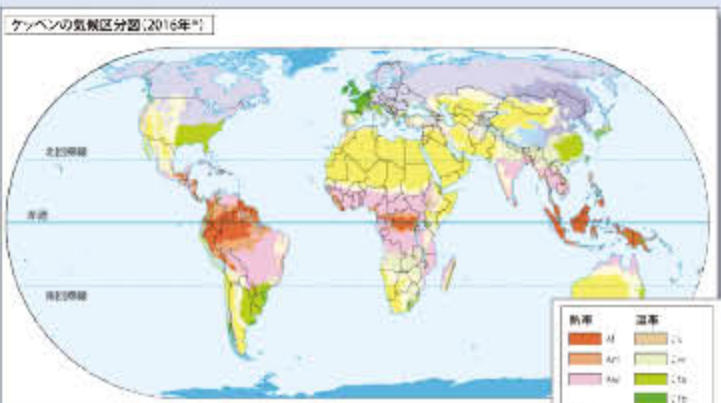 ケッペンの気候区分図(2016年*)
北回帰線
赤道
南回帰線
熱帯
温帯
Af
Am
Aw
Cs
Cw
Cfa
Cfb